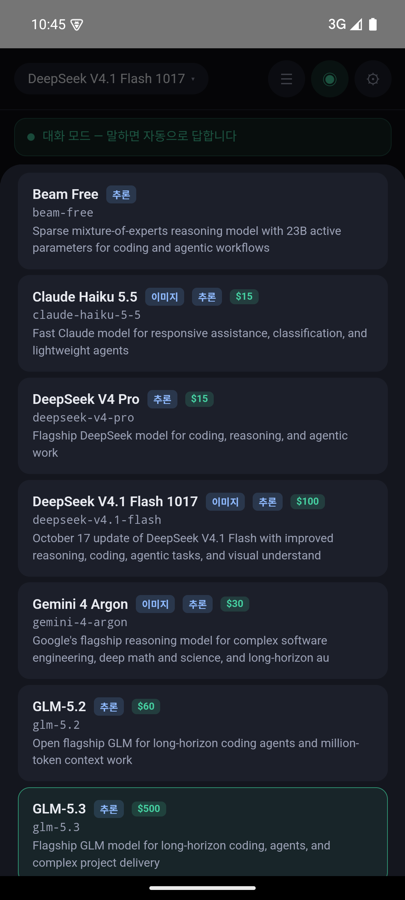 10:45
3G
DeepSeek V4.1 Flash 1017
대화 모드 — 말하면 자동으로 답합니다
Beam Free 추론
beam-free
Sparse mixture-of-experts reasoning model with 23B active
parameters for coding and agentic workflows
Claude Haiku 5.5 이미지 추론 $15
claude-haiku-5-5
Fast Claude model for responsive assistance, classification, and
lightweight agents
DeepSeek V4 Pro 추론 $15
deepseek-v4-pro
Flagship DeepSeek model for coding, reasoning, and agentic
work
DeepSeek V4.1 Flash 1017 이미지 추론 $100
deepseek-v4.1-flash
October 17 update of DeepSeek V4.1 Flash with improved
reasoning, coding, agentic tasks, and visual understand
Gemini 4 Argon 이미지 추론 $30
gemini-4-argon
Google's flagship reasoning model for complex software
engineering, deep math and science, and long-horizon au
GLM-5.2 추론 $60
glm-5.2
Open flagship GLM for long-horizon coding agents and million-
token context work
GLM-5.3 추론 $500
glm-5.3
Flagship GLM model for long-horizon coding, agents, and
complex project delivery